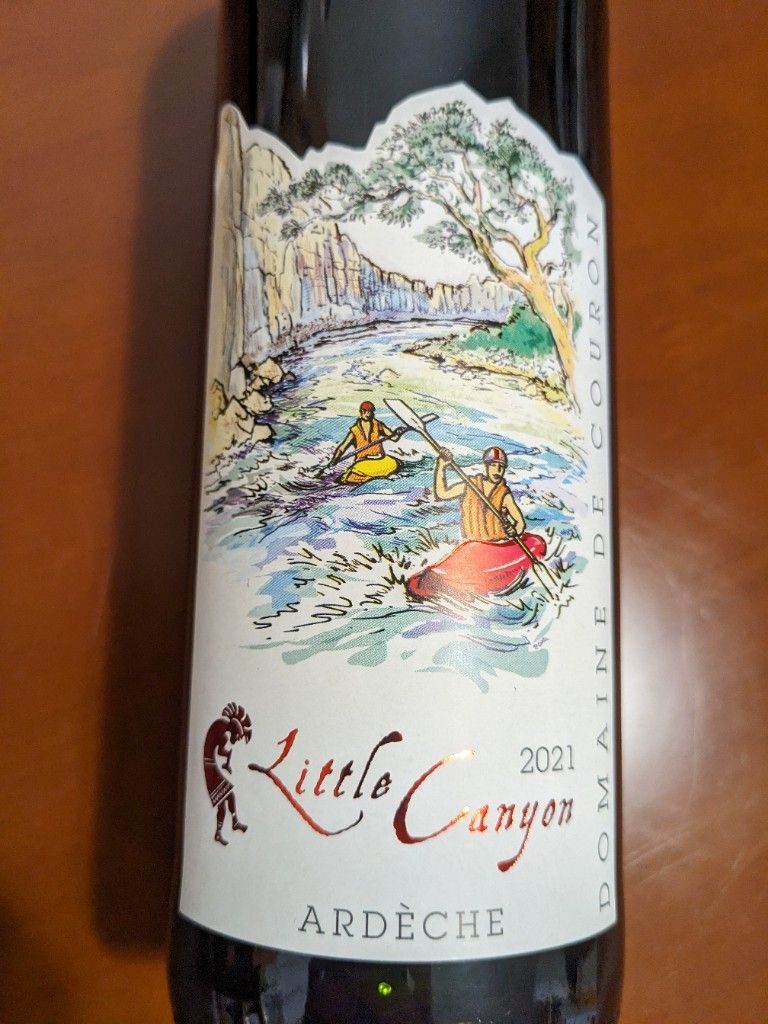 DOMAINE DE COURON
2021
Little Canyon
ARDÈCHE